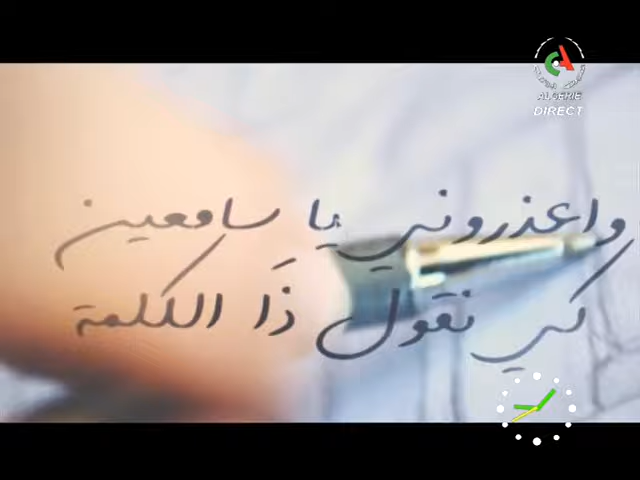 ALGERIE
DIRECT
واعذروني يا سامعين
كي نقول ذا الكلمة